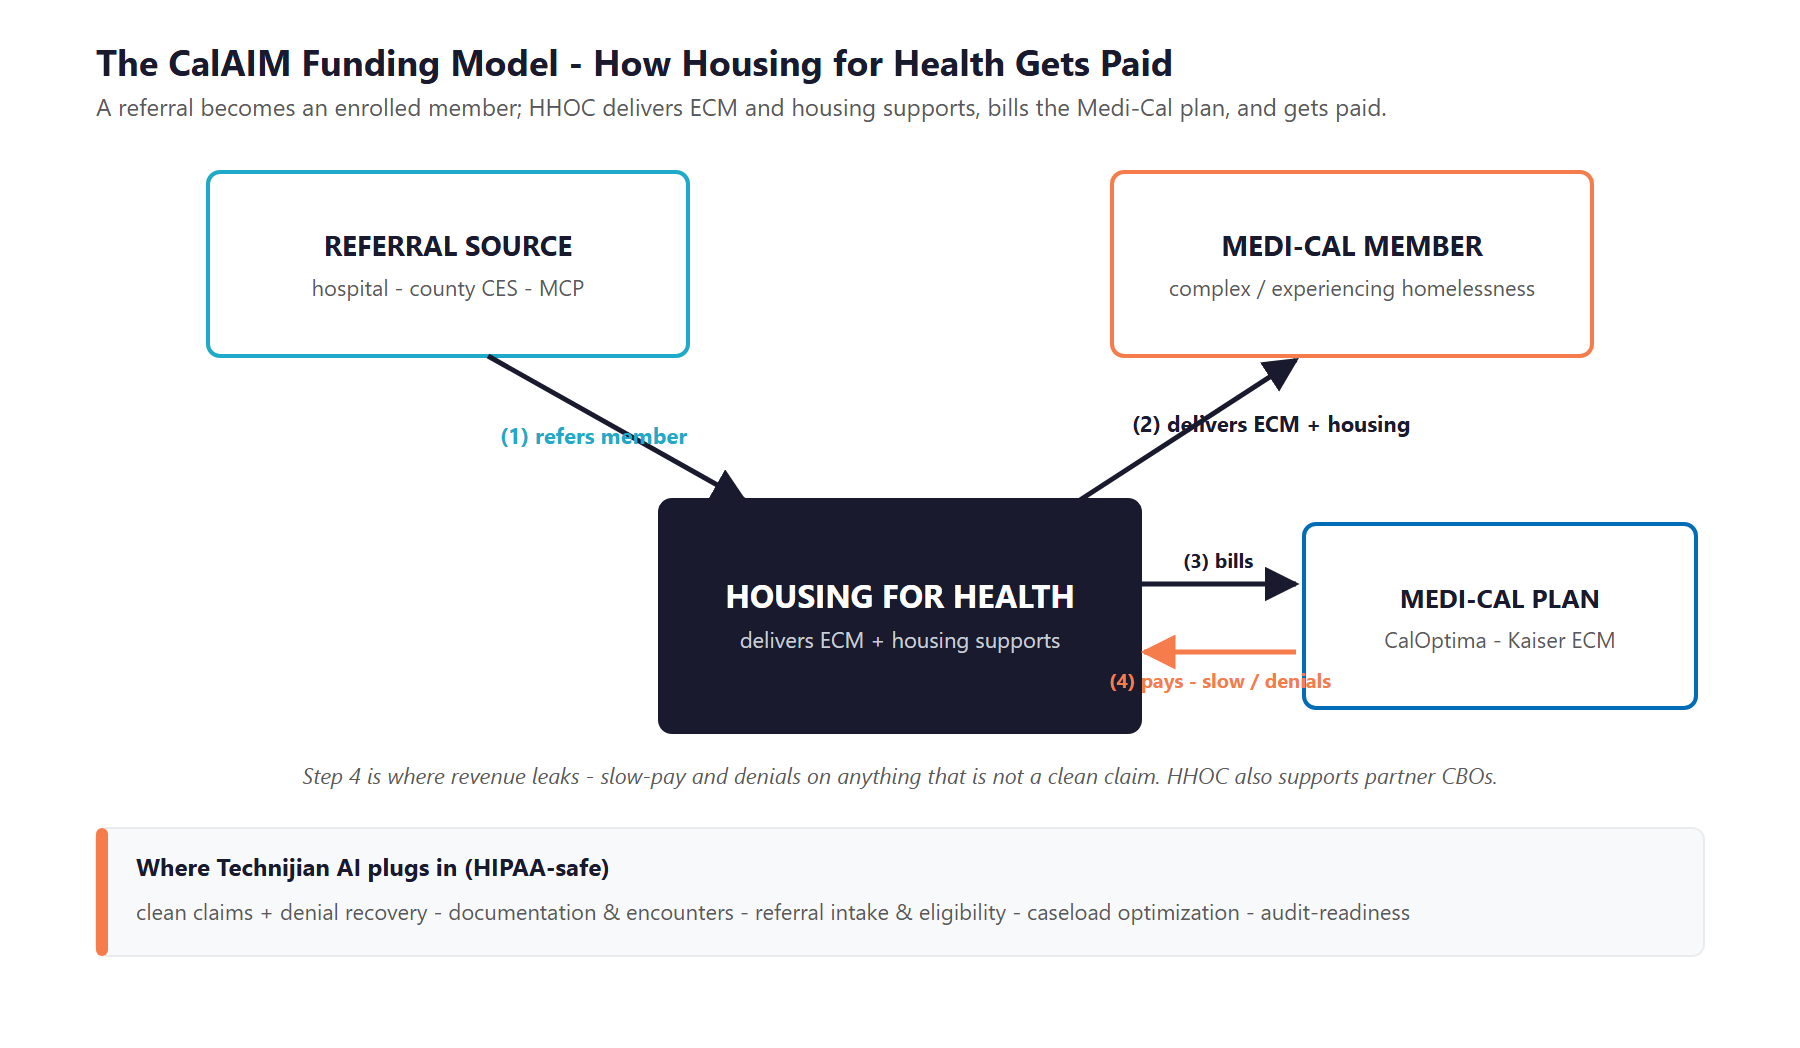 The CalAIM Funding Model - How Housing for Health Gets Paid
A referral becomes an enrolled member; HHOC delivers ECM and housing supports, bills the Medi-Cal plan, and gets paid.
REFERRAL SOURCE
hospital - county CES - MCP
MEDI-CAL MEMBER
complex / experiencing homelessness
(1) refers member
(2) delivers ECM + housing
HOUSING FOR HEALTH
delivers ECM + housing supports
(3) bills
MEDI-CAL PLAN
CalOptima - Kaiser ECM
(4) pays - slow / denials
Step 4 is where revenue leaks - slow-pay and denials on anything that is not a clean claim. HHOC also supports partner CBOs.
Where Technijian AI plugs in (HIPAA-safe)
clean claims + denial recovery - documentation & encounters - referral intake & eligibility - caseload optimization - audit-readiness